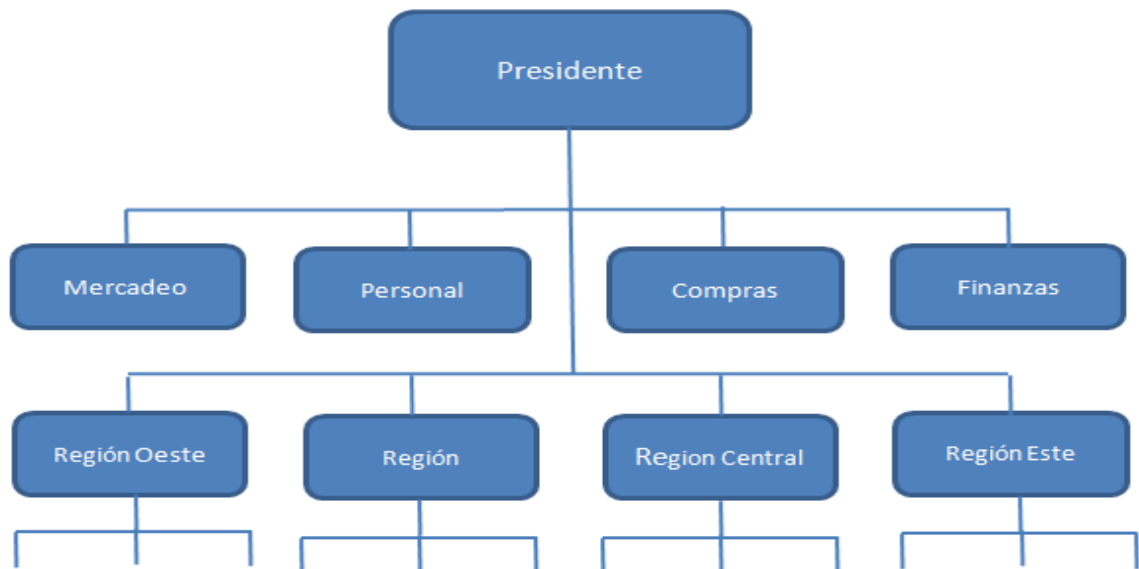 Presidente
Mercadeo
Personal
Compras
Finanzas
Región Oeste
Región
Region Central
Región Este